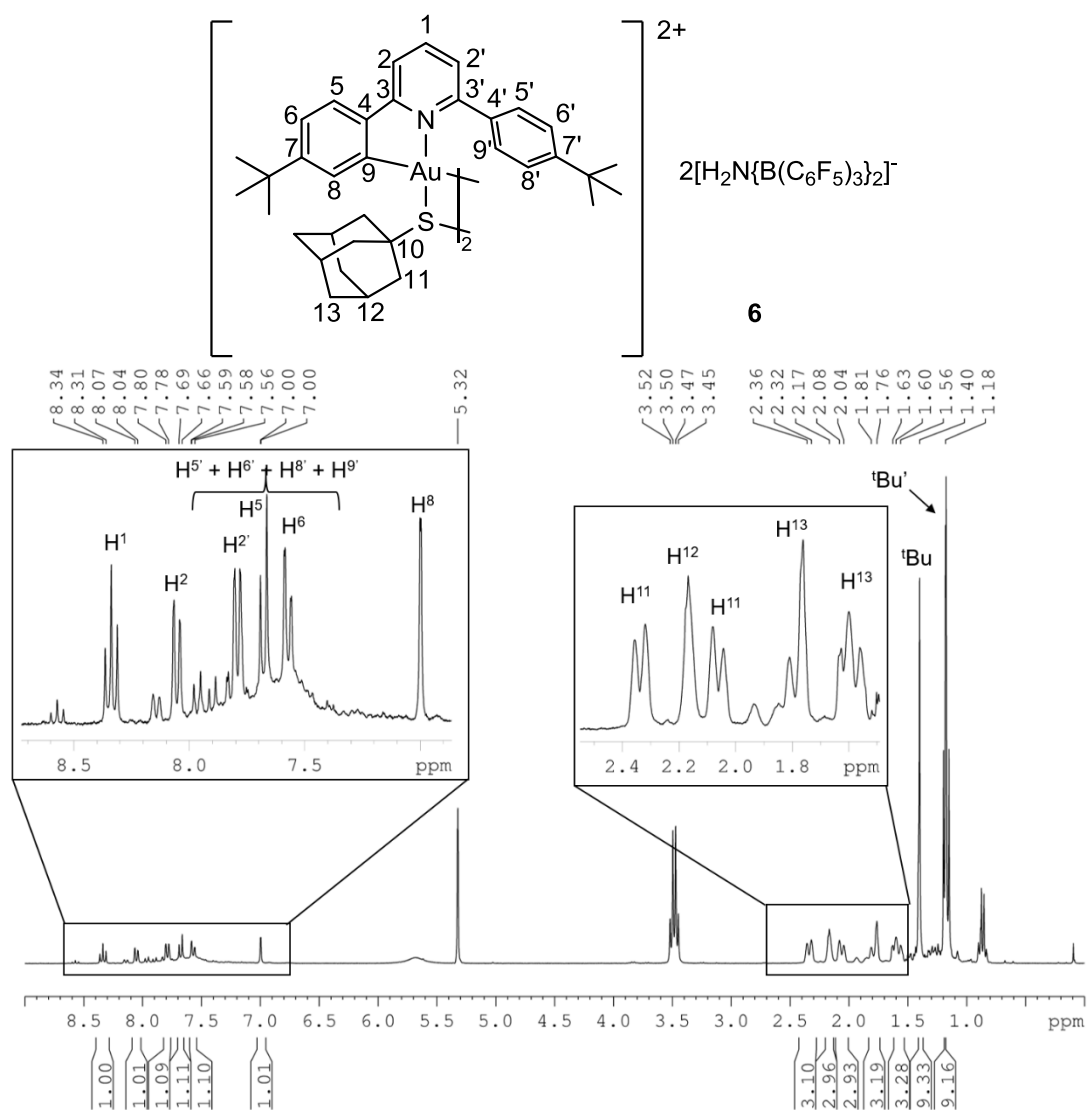 2+
1
2 2'
3 3'
4 4'
5 5'
6 6'
N
7 7'
9'
8 9 Au 8'
S
10 2
11
13 12
2[H₂N{B(C₆F₅)₃}₂]⁻
6
8.34 8.31 8.07 8.04 7.80 7.78 7.69 7.66 7.59 7.58 7.56 7.00 7.00 5.32 3.52 3.50 3.47 3.45 2.36 2.32 2.17 2.08 2.04 1.81 1.76 1.63 1.60 1.56 1.40 1.18
H⁵' + H⁶' + H⁸' + H⁹'
H¹ H² H²' H⁵ H⁶ H⁸
8.5 8.0 7.5 ppm
H¹¹ H¹² H¹¹ H¹³ H¹³
2.4 2.2 2.0 1.8 ppm
ᵗBu'
ᵗBu
8.5 8.0 7.5 7.0 6.5 6.0 5.5 5.0 4.5 4.0 3.5 3.0 2.5 2.0 1.5 1.0 ppm
1.00 1.01 1.09 1.11 1.10 1.01 3.10 2.96 2.93 3.19 3.28 9.33 9.16